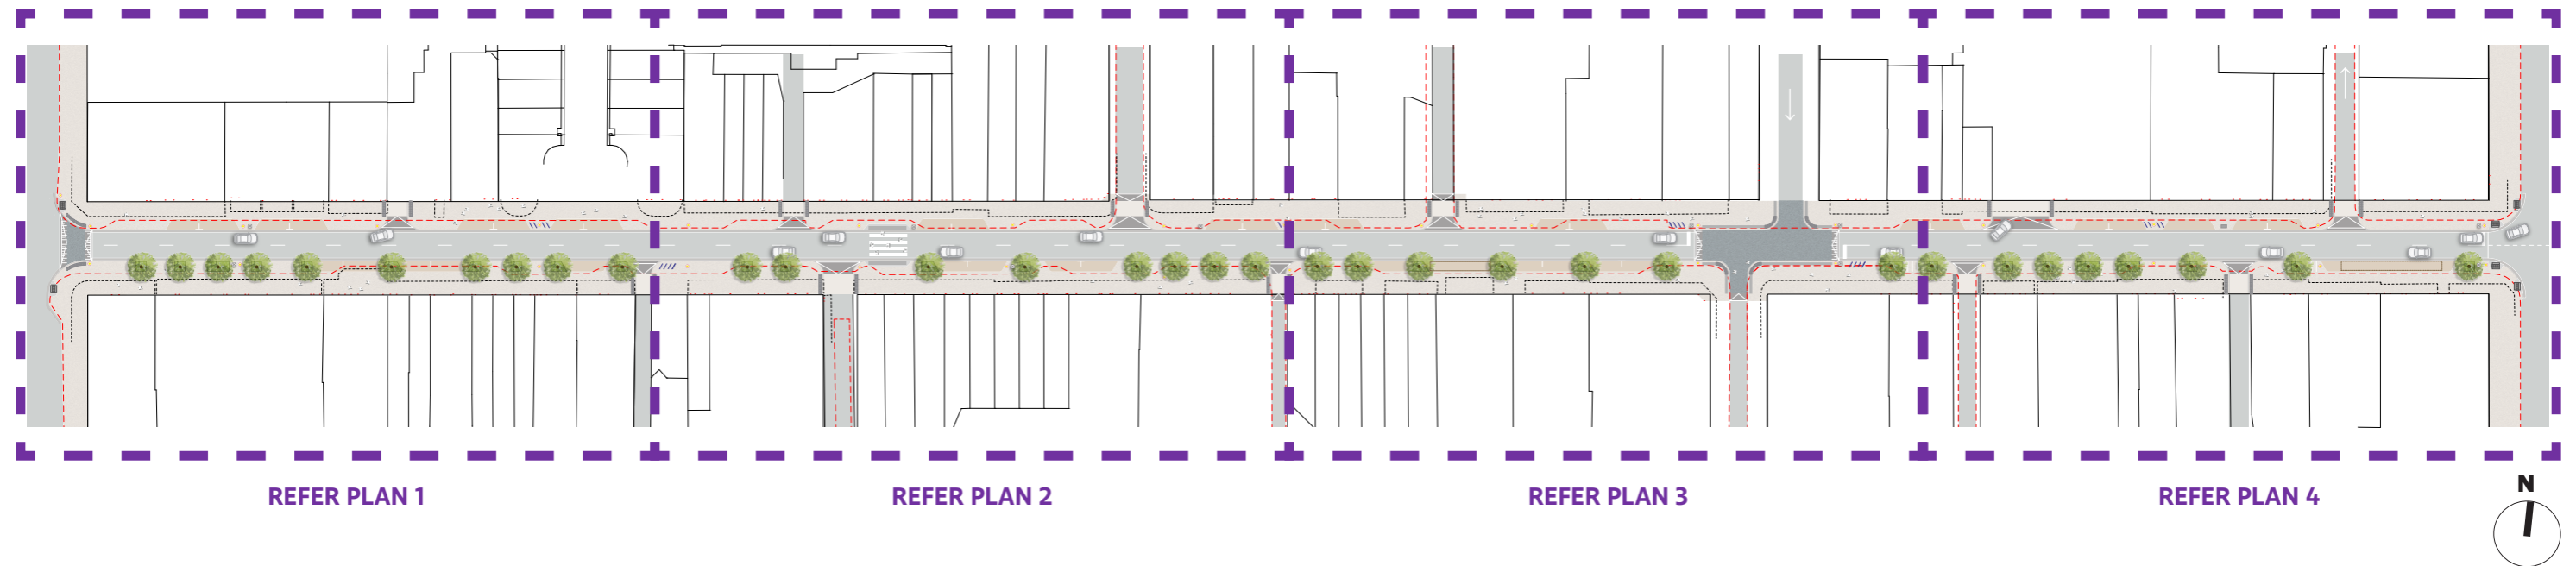 REFER PLAN 1
REFER PLAN 2
REFER PLAN 3
REFER PLAN 4
N